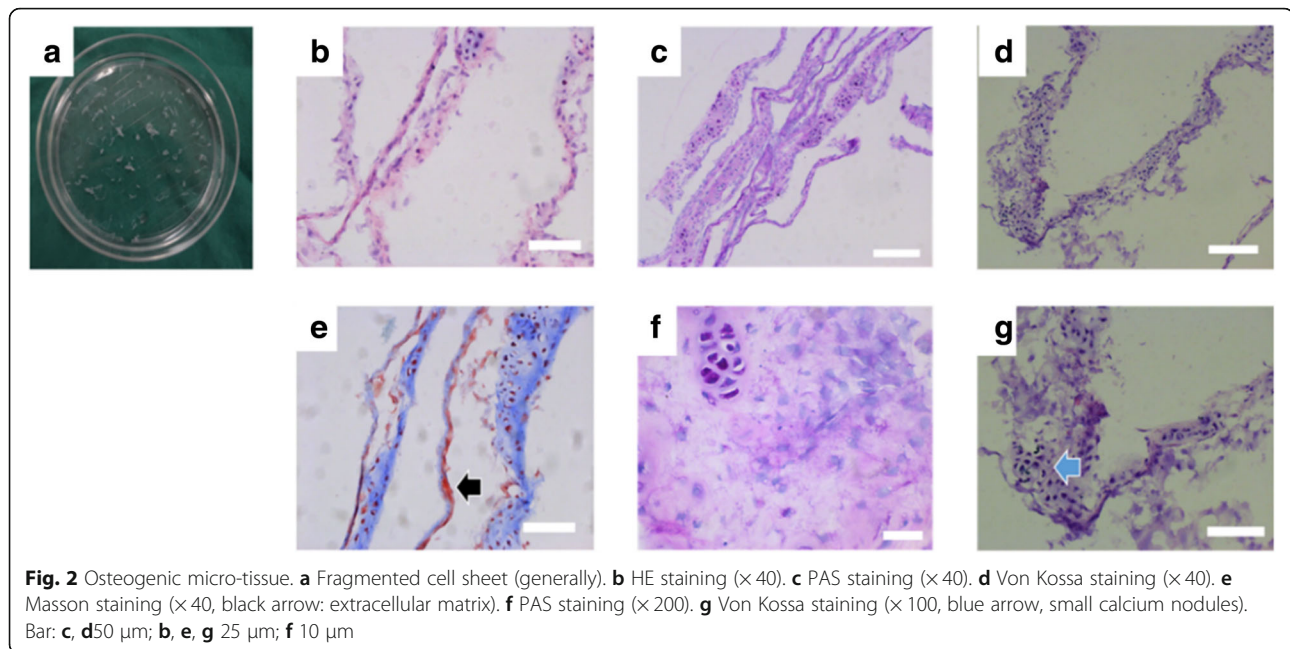 a
b
c
d
e
f
g
Fig. 2 Osteogenic micro-tissue. a Fragmented cell sheet (generally). b HE staining (× 40). c PAS staining (× 40). d Von Kossa staining (× 40). e
Masson staining (× 40, black arrow: extracellular matrix). f PAS staining (× 200). g Von Kossa staining (× 100, blue arrow, small calcium nodules).
Bar: c, d50 μm; b, e, g 25 μm; f 10 μm